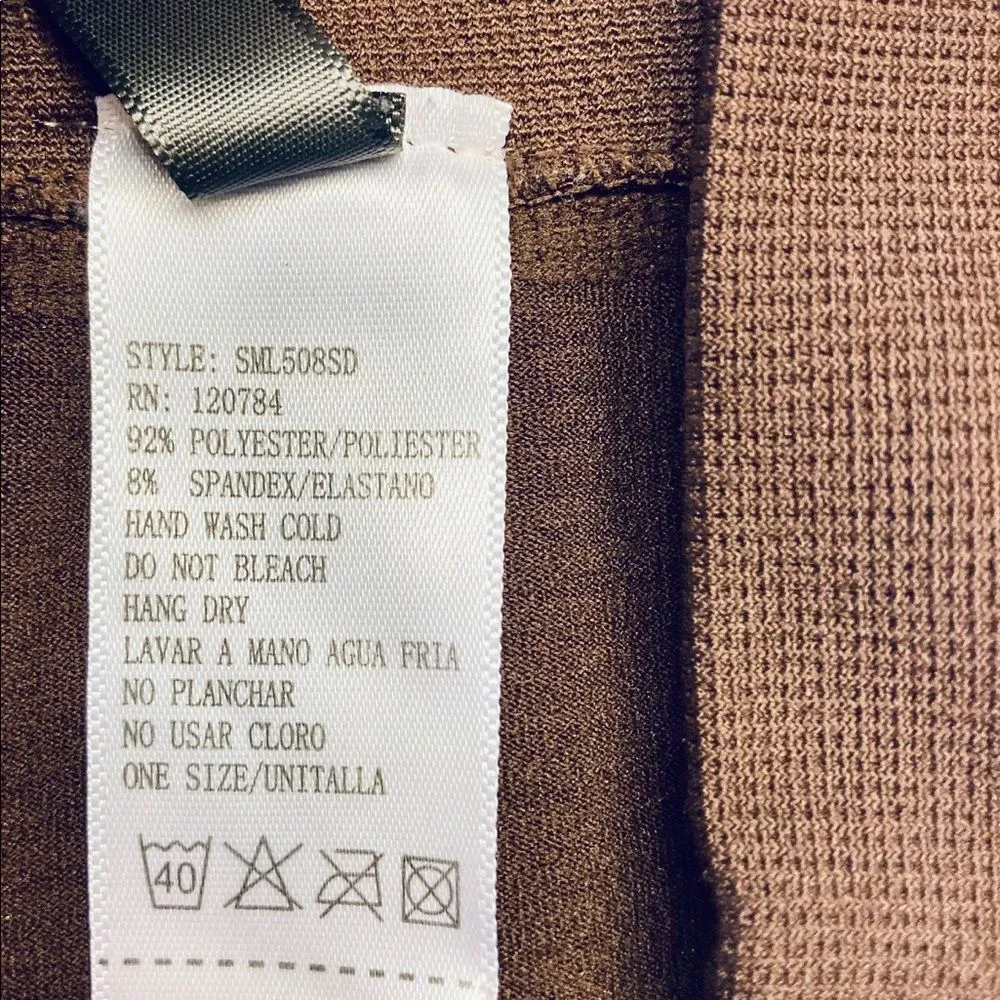 STYLE: SML508SD
RN: 120784
92% POLYESTER/POLIESTER
8% SPANDEX/ELASTANO
HAND WASH COLD
DO NOT BLEACH
HANG DRY
LAVAR A MANO AGUA FRIA
NO PLANCHAR
NO USAR CLORO
ONE SIZE/UNITALLA
40